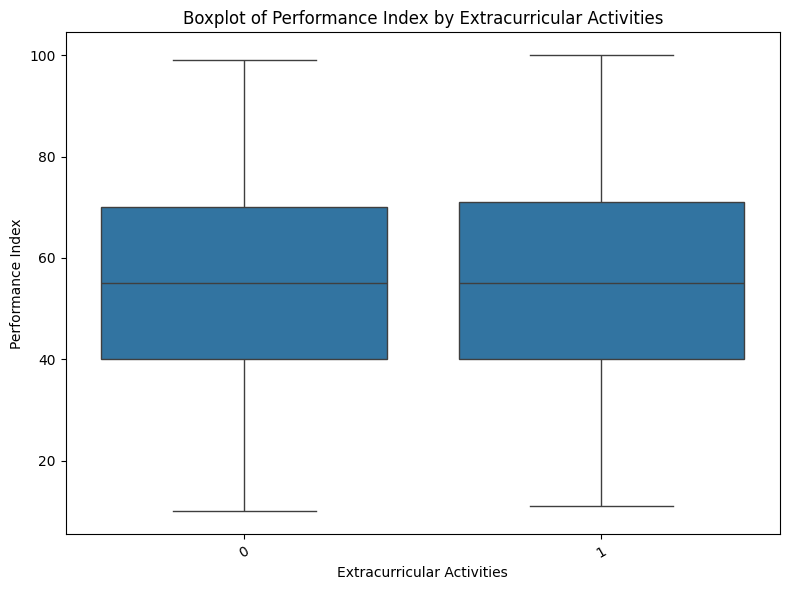 Boxplot of Performance Index by Extracurricular Activities
100
80
60
40
20
Performance Index
0
1
Extracurricular Activities